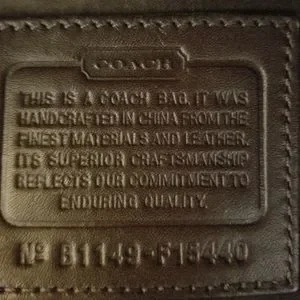 COACH
THIS IS A COACH BAG. IT WAS
HANDCRAFTED IN CHINA FROM THE
FINEST MATERIALS AND LEATHER.
ITS SUPERIOR CRAFTSMANSHIP
REFLECTS OUR COMMITMENT TO
ENDURING QUALITY.
Nº B1149-F15440